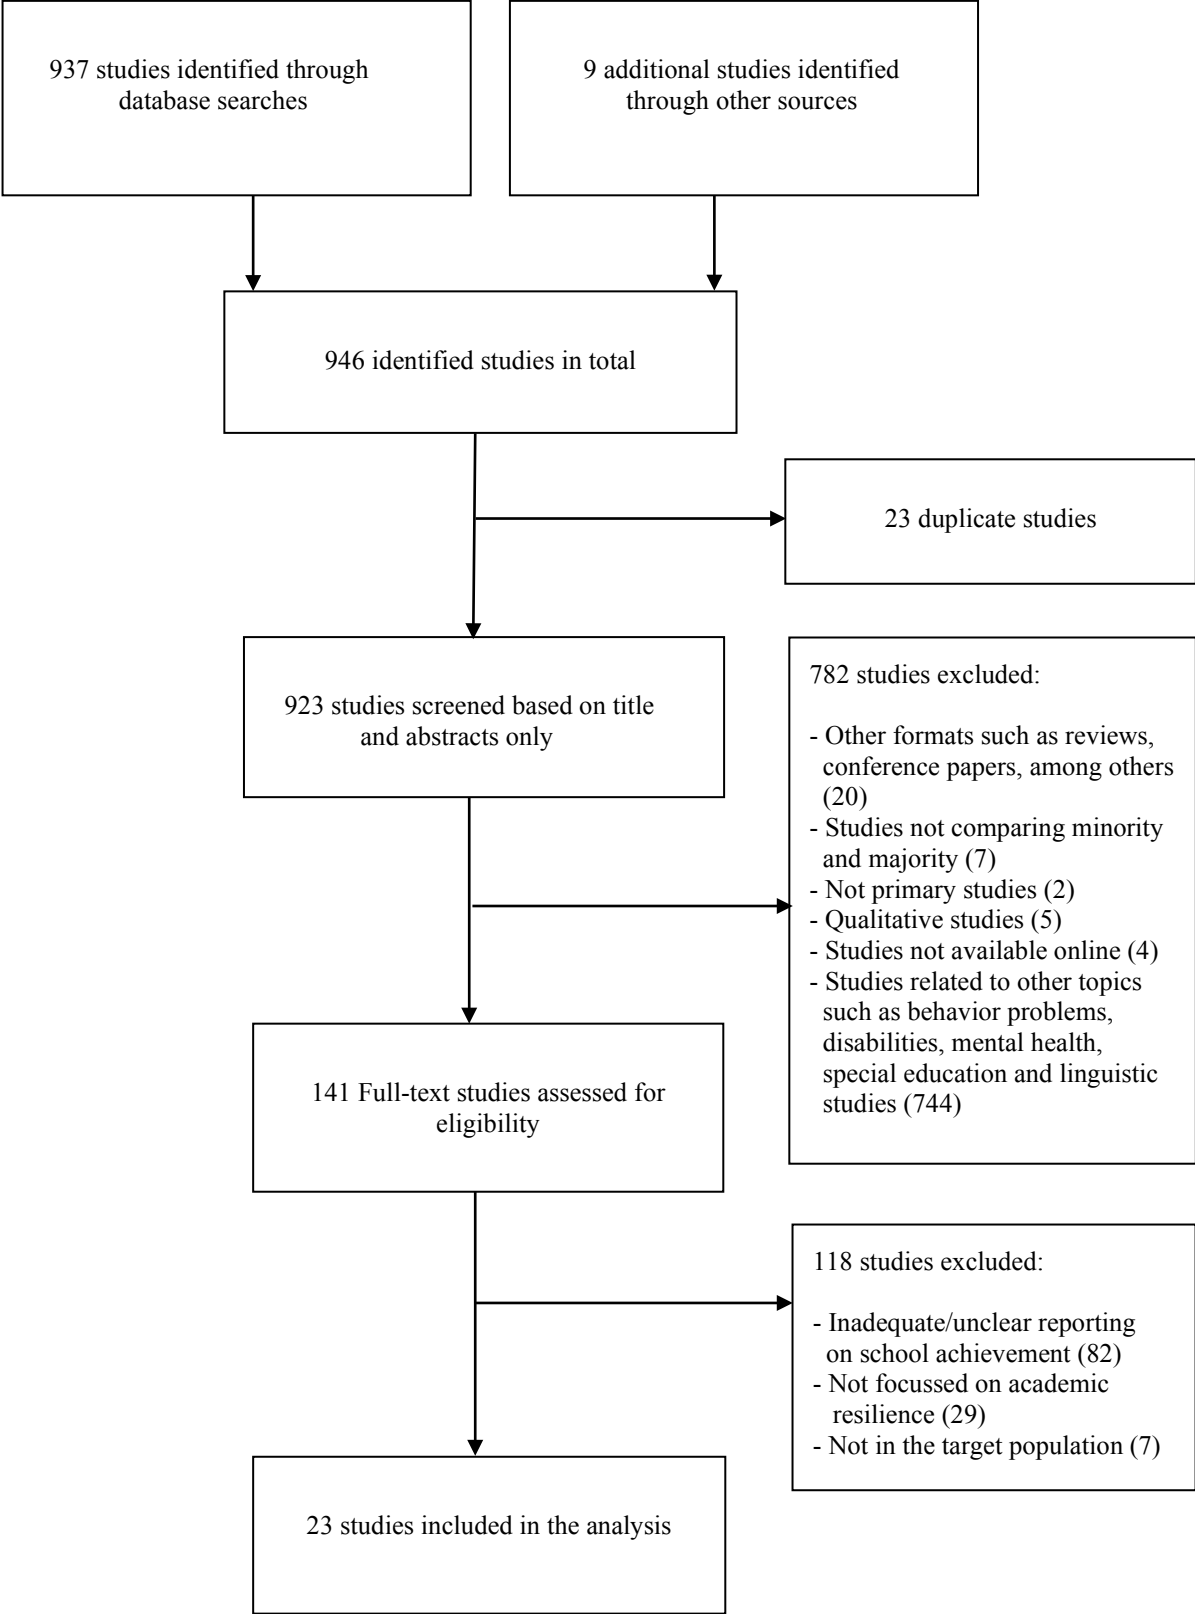 937 studies identified through
database searches
9 additional studies identified
through other sources
946 identified studies in total
23 duplicate studies
923 studies screened based on title
and abstracts only
782 studies excluded:
- Other formats such as reviews,
conference papers, among others
(20)
- Studies not comparing minority
and majority (7)
- Not primary studies (2)
- Qualitative studies (5)
- Studies not available online (4)
- Studies related to other topics
such as behavior problems,
disabilities, mental health,
special education and linguistic
studies (744)
141 Full-text studies assessed for
eligibility
118 studies excluded:
- Inadequate/unclear reporting
on school achievement (82)
- Not focussed on academic
resilience (29)
- Not in the target population (7)
23 studies included in the analysis